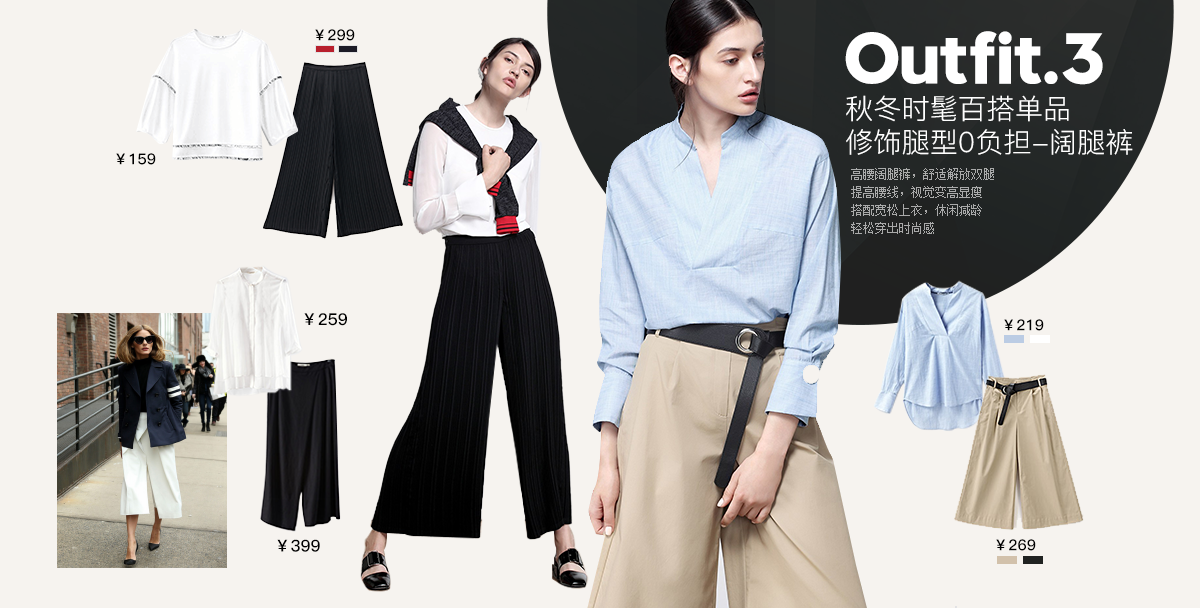 Outfit.3
秋冬时髦百搭单品
修饰腿型0负担-阔腿裤
高腰阔腿裤，舒适解放双腿
提高腰线，视觉变高显瘦
搭配宽松上衣，休闲减龄
轻松穿出时尚感
¥299
¥159
¥259
¥399
¥219
¥269